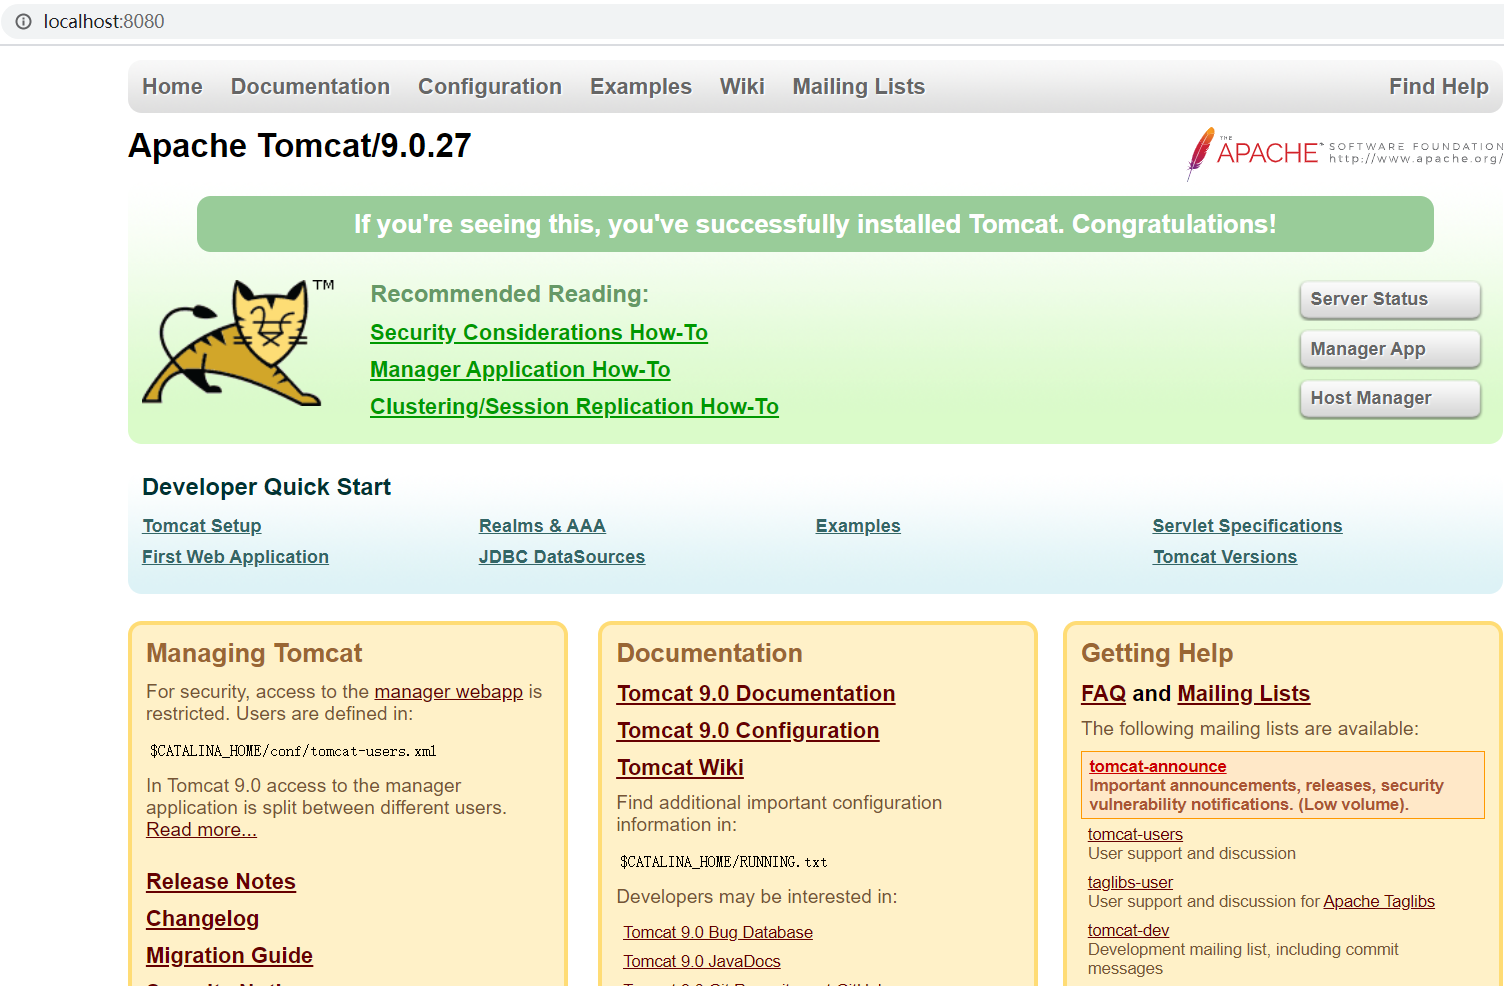 localhost:8080
Home Documentation Configuration Examples Wiki Mailing Lists Find Help
Apache Tomcat/9.0.27
THE APACHE™ SOFTWARE FOUNDATION
http://www.apache.org/
If you're seeing this, you've successfully installed Tomcat. Congratulations!
TM
Recommended Reading:
Security Considerations How-To
Manager Application How-To
Clustering/Session Replication How-To
Server Status
Manager App
Host Manager
Developer Quick Start
Tomcat Setup
First Web Application
Realms & AAA
JDBC DataSources
Examples
Servlet Specifications
Tomcat Versions
Managing Tomcat
For security, access to the manager webapp is
restricted. Users are defined in:
$CATALINA_HOME/conf/tomcat-users.xml
In Tomcat 9.0 access to the manager
application is split between different users.
Read more...
Release Notes
Changelog
Migration Guide
Documentation
Tomcat 9.0 Documentation
Tomcat 9.0 Configuration
Tomcat Wiki
Find additional important configuration
information in:
$CATALINA_HOME/RUNNING.txt
Developers may be interested in:
Tomcat 9.0 Bug Database
Tomcat 9.0 JavaDocs
Getting Help
FAQ and Mailing Lists
The following mailing lists are available:
tomcat-announce
Important announcements, releases, security
vulnerability notifications. (Low volume).
tomcat-users
User support and discussion
taglibs-user
User support and discussion for Apache Taglibs
tomcat-dev
Development mailing list, including commit
messages